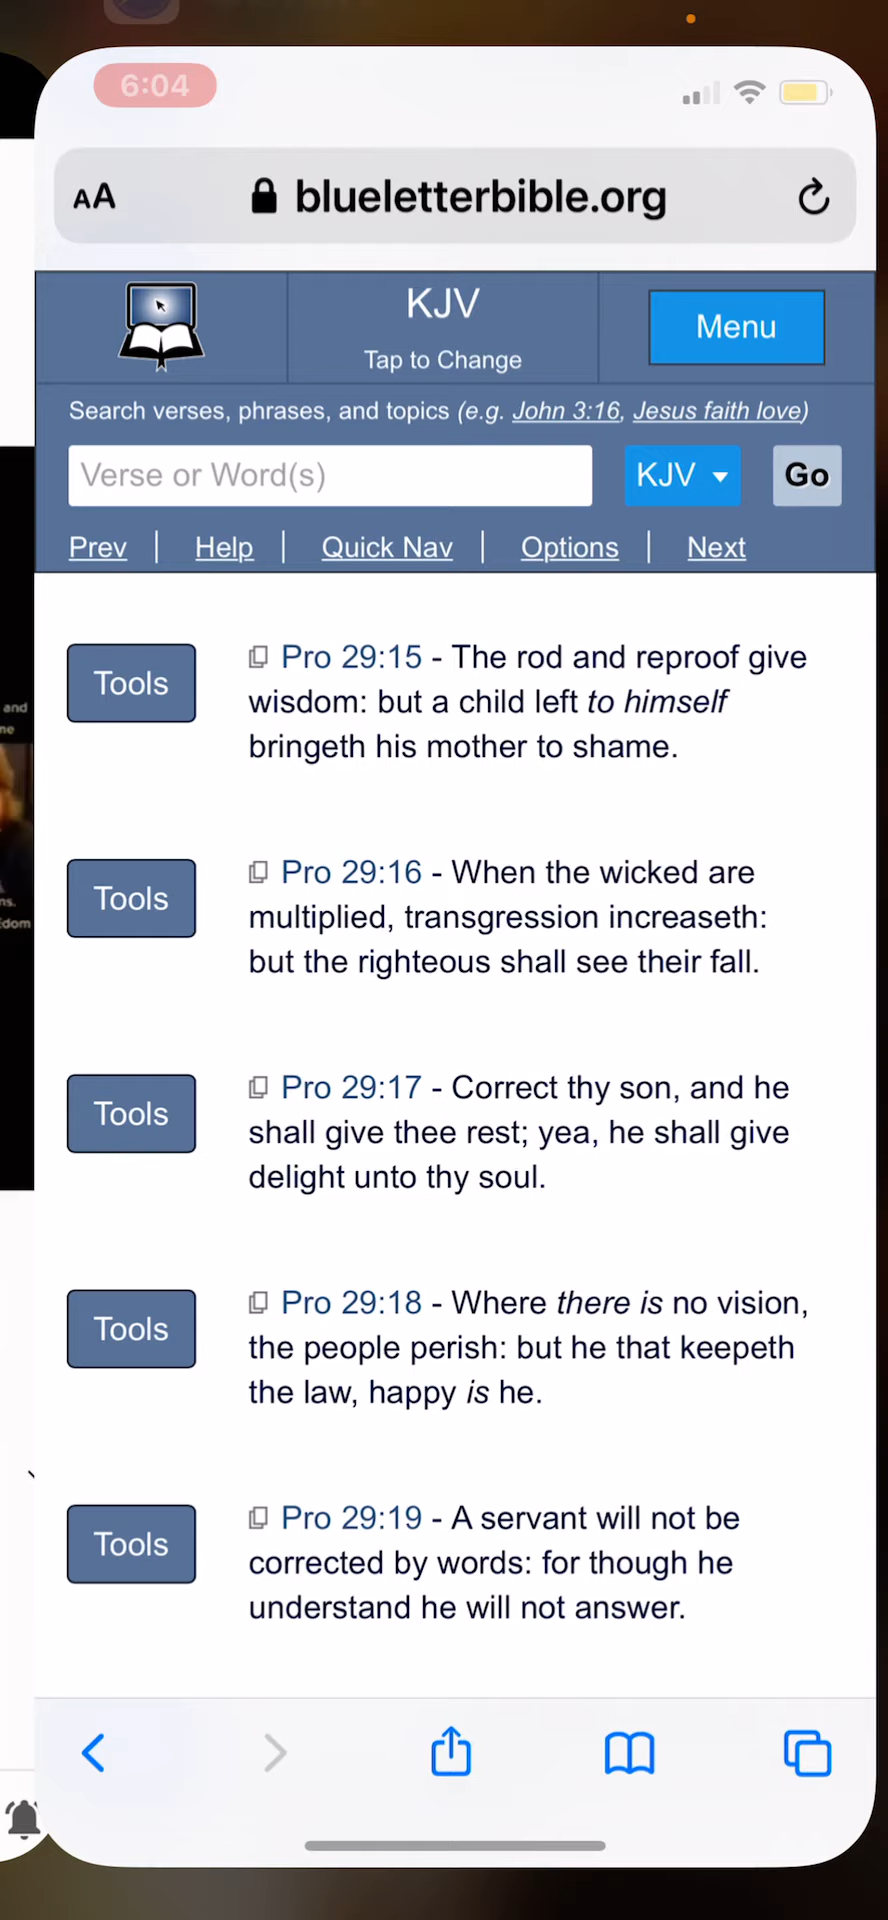 6:04
AA
blueletterbible.org
KJV
Tap to Change
Menu
Search verses, phrases, and topics (e.g. John 3:16, Jesus faith love)
Verse or Word(s)
KJV
Go
Prev | Help | Quick Nav | Options | Next
Tools
Pro 29:15 - The rod and reproof give
wisdom: but a child left to himself
bringeth his mother to shame.
Tools
Pro 29:16 - When the wicked are
multiplied, transgression increaseth:
but the righteous shall see their fall.
Tools
Pro 29:17 - Correct thy son, and he
shall give thee rest; yea, he shall give
delight unto thy soul.
Tools
Pro 29:18 - Where there is no vision,
the people perish: but he that keepeth
the law, happy is he.
Tools
Pro 29:19 - A servant will not be
corrected by words: for though he
understand he will not answer.
and